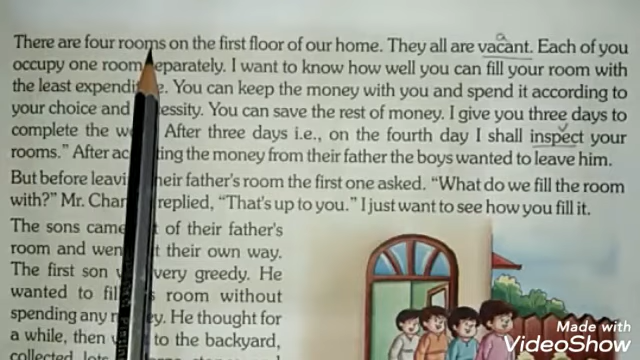 There are four rooms on the first floor of our home. They all are vacant. Each of you
occupy one room eparately. I want to know how well you can fill your room with
the least expendi e. You can keep the money with you and spend it according to
your choice and essity. You can save the rest of money. I give you three days to
complete the w After three days i.e., on the fourth day I shall inspect your
rooms." After ac ting the money from their father the boys wanted to leave him.
But before leavi heir father's room the first one asked. "What do we fill the room
with?" Mr. Char replied, "That's up to you." I just want to see how you fill it.
The sons came t of their father's
room and wen t their own way.
The first son very greedy. He
wanted to fil room without
spending any ey. He thought for
a while, then to the backyard,
collected lots
Made with
VideoShow